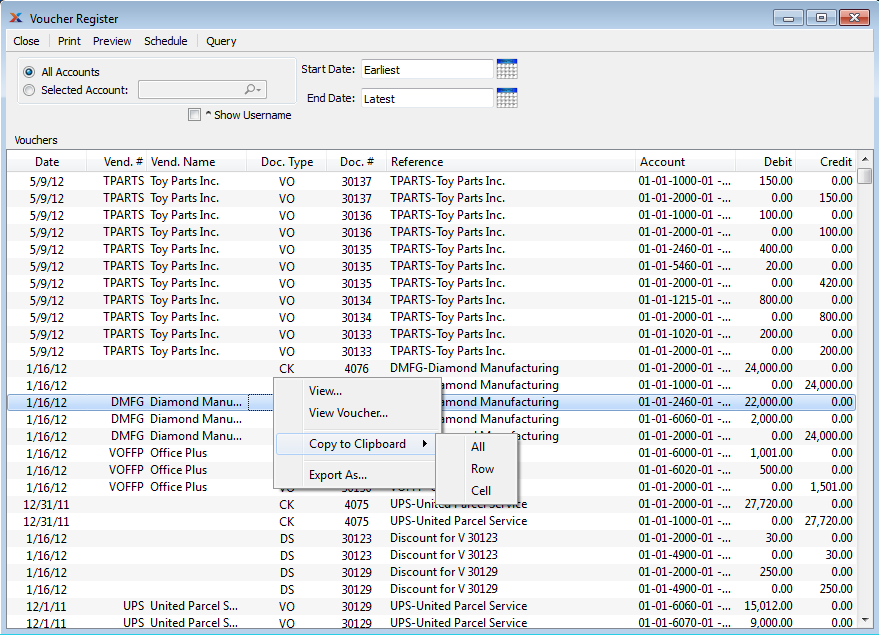 Voucher Register
Close Print Preview Schedule Query
All Accounts
Selected Account:
Start Date: Earliest
End Date: Latest
^ Show Username
Vouchers
Date Vend. # Vend. Name Doc. Type Doc. # Reference Account Debit Credit
5/9/12 TPARTS Toy Parts Inc. VO 30137 TPARTS-Toy Parts Inc. 01-01-1000-01 -... 150.00 0.00
5/9/12 TPARTS Toy Parts Inc. VO 30137 TPARTS-Toy Parts Inc. 01-01-2000-01 -... 0.00 150.00
5/9/12 TPARTS Toy Parts Inc. VO 30136 TPARTS-Toy Parts Inc. 01-01-1000-01 -... 100.00 0.00
5/9/12 TPARTS Toy Parts Inc. VO 30136 TPARTS-Toy Parts Inc. 01-01-2000-01 -... 0.00 100.00
5/9/12 TPARTS Toy Parts Inc. VO 30135 TPARTS-Toy Parts Inc. 01-01-2460-01 -... 400.00 0.00
5/9/12 TPARTS Toy Parts Inc. VO 30135 TPARTS-Toy Parts Inc. 01-01-5460-01 -... 20.00 0.00
5/9/12 TPARTS Toy Parts Inc. VO 30135 TPARTS-Toy Parts Inc. 01-01-2000-01 -... 0.00 420.00
5/9/12 TPARTS Toy Parts Inc. VO 30134 TPARTS-Toy Parts Inc. 01-01-1215-01 -... 800.00 0.00
5/9/12 TPARTS Toy Parts Inc. VO 30134 TPARTS-Toy Parts Inc. 01-01-2000-01 -... 0.00 800.00
5/9/12 TPARTS Toy Parts Inc. VO 30133 TPARTS-Toy Parts Inc. 01-01-1020-01 -... 200.00 0.00
5/9/12 TPARTS Toy Parts Inc. VO 30133 TPARTS-Toy Parts Inc. 01-01-2000-01 -... 0.00 200.00
1/16/12 CK 4076 DMFG-Diamond Manufacturing 01-01-2000-01 -... 24,000.00 0.00
1/16/12 amond Manufacturing 01-01-1000-01 -... 0.00 24,000.00
1/16/12 DMFG Diamond Manu... amond Manufacturing 01-01-2460-01 -... 22,000.00 0.00
1/16/12 DMFG Diamond Manu... amond Manufacturing 01-01-6060-01 -... 2,000.00 0.00
1/16/12 DMFG Diamond Manu... amond Manufacturing 01-01-2000-01 -... 0.00 24,000.00
1/16/12 VOFFP Office Plus 01-01-6000-01 -... 1,001.00 0.00
1/16/12 VOFFP Office Plus 01-01-6020-01 -... 500.00 0.00
1/16/12 VOFFP Office Plus 01-01-2000-01 -... 0.00 1,501.00
View...
View Voucher...
Copy to Clipboard
Export As...
All
Row
Cell
12/31/11 CK 4075 UPS-United Parcel Service 01-01-2000-01 -... 27,720.00 0.00
12/31/11 CK 4075 UPS-United Parcel Service 01-01-1000-01 -... 0.00 27,720.00
1/16/12 DS 30123 Discount for V 30123 01-01-2000-01 -... 30.00 0.00
1/16/12 DS 30123 Discount for V 30123 01-01-4900-01 -... 0.00 30.00
1/16/12 DS 30129 Discount for V 30129 01-01-2000-01 -... 250.00 0.00
1/16/12 DS 30129 Discount for V 30129 01-01-4900-01 -... 0.00 250.00
12/1/11 UPS United Parcel S... VO 30129 UPS-United Parcel Service 01-01-6060-01 -... 15,012.00 0.00
12/1/11 UPS United Parcel S... VO 30129 UPS-United Parcel Service 01-01-6070-01 -... 9,000.00 0.00